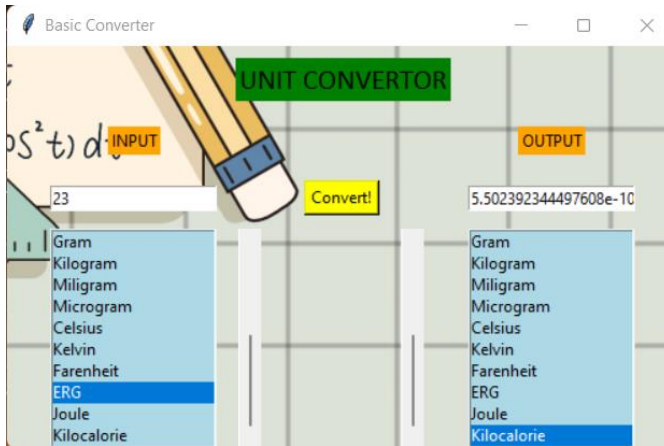 Basic Converter
UNIT CONVERTOR
INPUT
OUTPUT
23
Convert!
5.502392344497608e-10
Gram
Kilogram
Miligram
Microgram
Celsius
Kelvin
Farenheit
ERG
Joule
Kilocalorie
Gram
Kilogram
Miligram
Microgram
Celsius
Kelvin
Farenheit
ERG
Joule
Kilocalorie